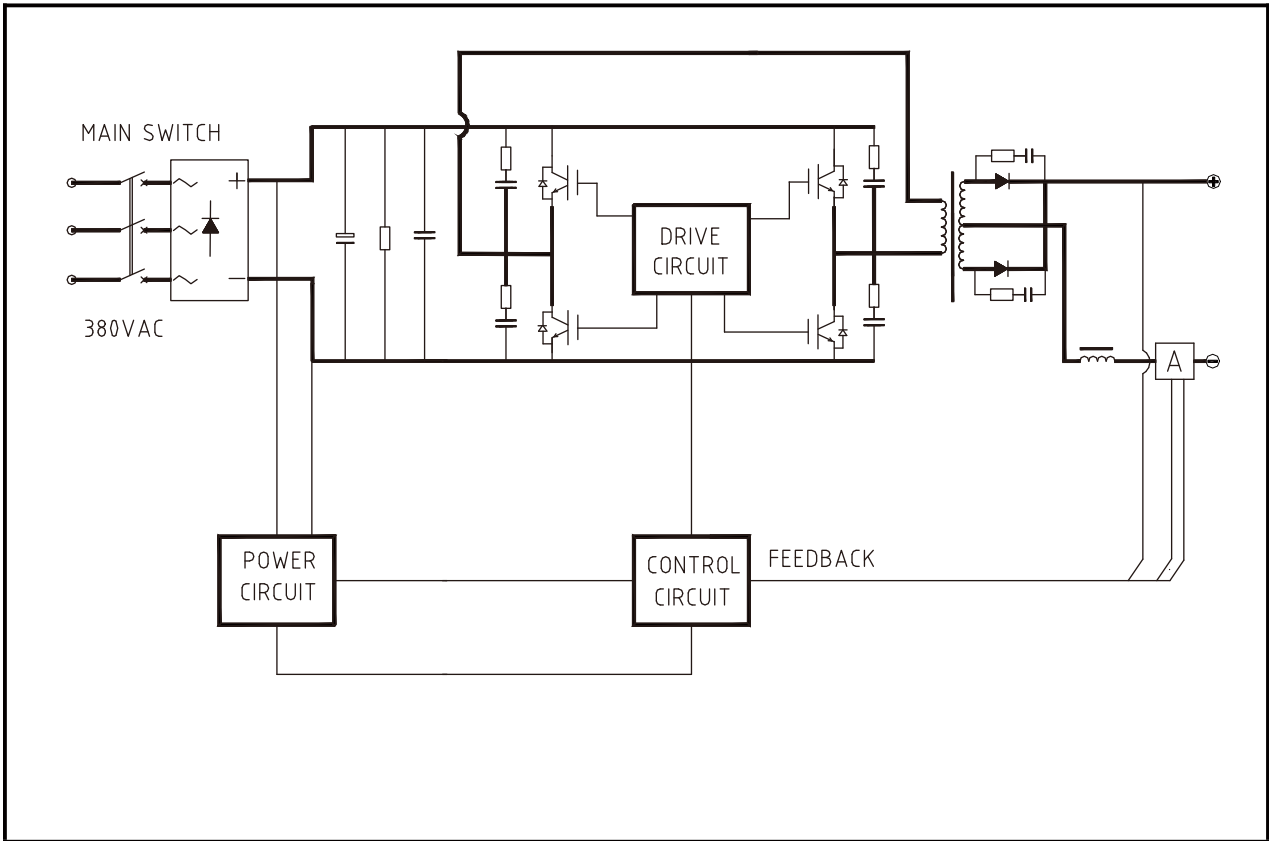 MAIN SWITCH
380VAC
DRIVE
CIRCUIT
A
POWER
CIRCUIT
CONTROL
CIRCUIT
FEEDBACK